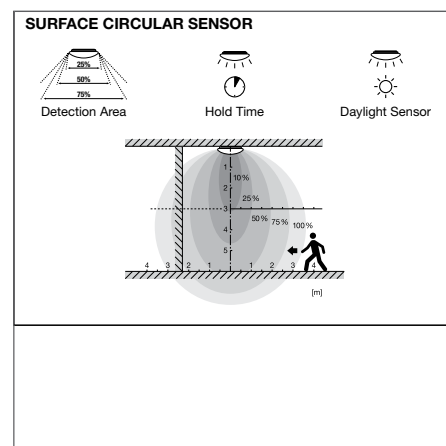 SURFACE CIRCULAR SENSOR
25%
50%
75%
Detection Area
Hold Time
Daylight Sensor
1
10%
2
25 %
3
50 % 75 % 100 %
4
5
4 3 2 1 1 2 3 4
[m]